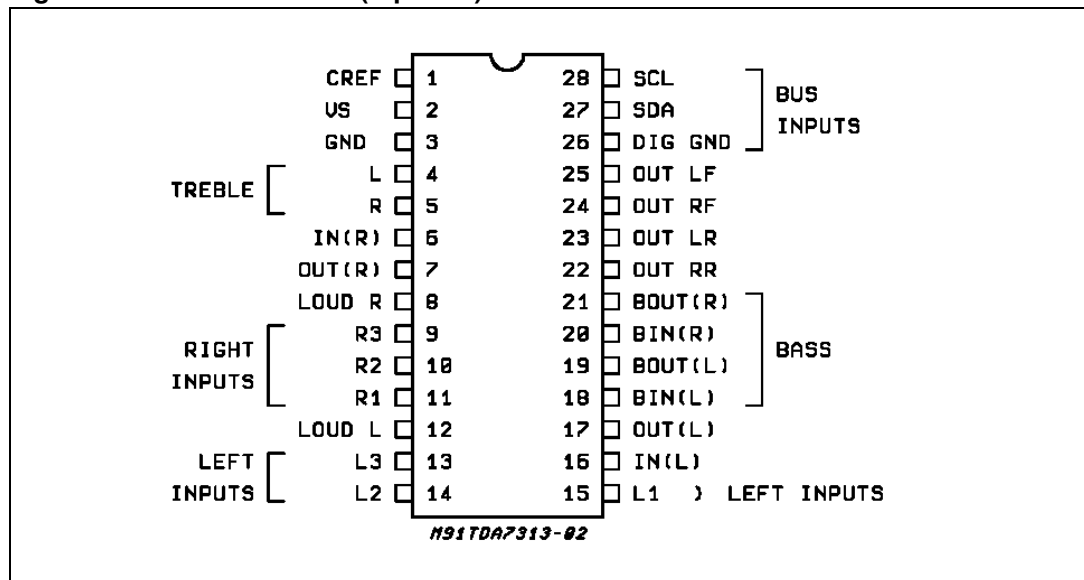 CREF 1 28 SCL
VS 2 27 SDA
GND 3 26 DIG GND
BUS INPUTS
L 4 25 OUT LF
TREBLE
R 5 24 OUT RF
IN(R) 6 23 OUT LR
OUT(R) 7 22 OUT RR
LOUD R 8 21 BOUT(R)
R3 9 20 BIN(R)
RIGHT INPUTS
BASS
R2 10 19 BOUT(L)
R1 11 18 BIN(L)
LOUD L 12 17 OUT(L)
L3 13 16 IN(L)
LEFT INPUTS
L2 14 15 L1 ) LEFT INPUTS
M91TDA7313-02